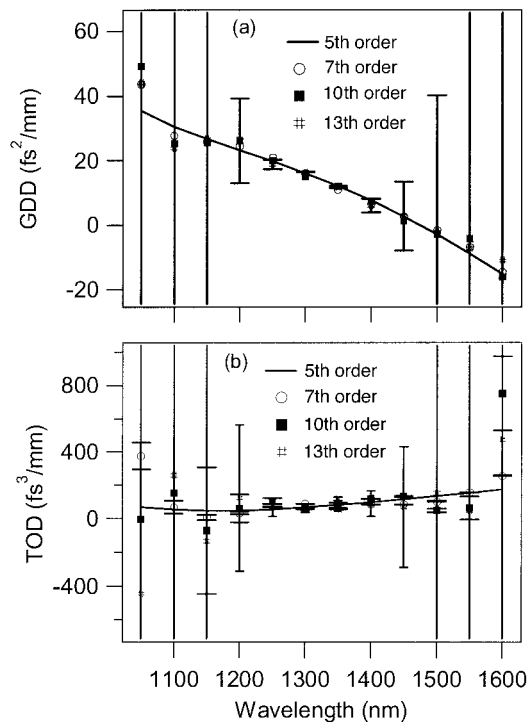 60
40
20
0
-20
GDD (fs²/mm)
(a)
5th order
7th order
10th order
13th order
800
400
0
-400
TOD (fs³/mm)
(b)
5th order
7th order
10th order
13th order
1100 1200 1300 1400 1500 1600
Wavelength (nm)